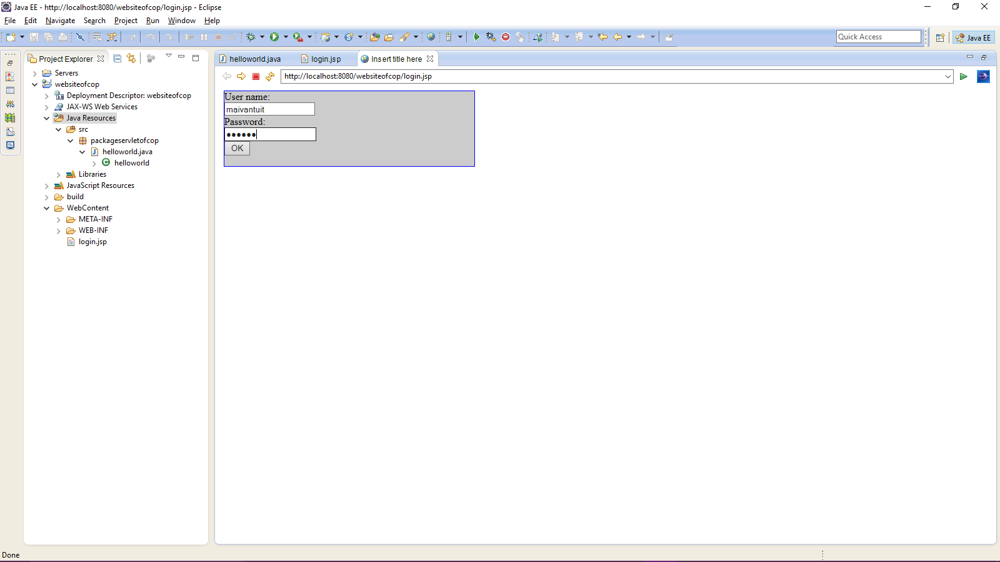 Java EE - http://localhost:8080/websiteofcop/login.jsp - Eclipse
File Edit Navigate Search Project Run Window Help
Quick Access
Java EE
Project Explorer
helloworld.java
login.jsp
Insert title here
http://localhost:8080/websiteofcop/login.jsp
Servers
websiteofcop
Deployment Descriptor: websiteofcop
JAX-WS Web Services
Java Resources
src
packageservletofcop
helloworld.java
helloworld
Libraries
JavaScript Resources
build
WebContent
META-INF
WEB-INF
login.jsp
User name:
maivantuit
Password:
●●●●●●
OK
Done